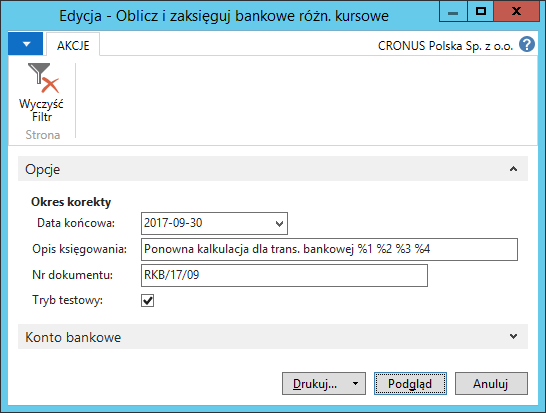 Edycja - Oblicz i zaksięguj bankowe różn. kursowe
AKCJE
CRONUS Polska Sp. z o.o.
Wyczyść
Filtr
Strona
Opcje
Okres korekty
Data końcowa: 2017-09-30
Opis księgowania: Ponowna kalkulacja dla trans. bankowej %1 %2 %3 %4
Nr dokumentu: RKB/17/09
Tryb testowy:
Konto bankowe
Drukuj... Podgląd Anuluj